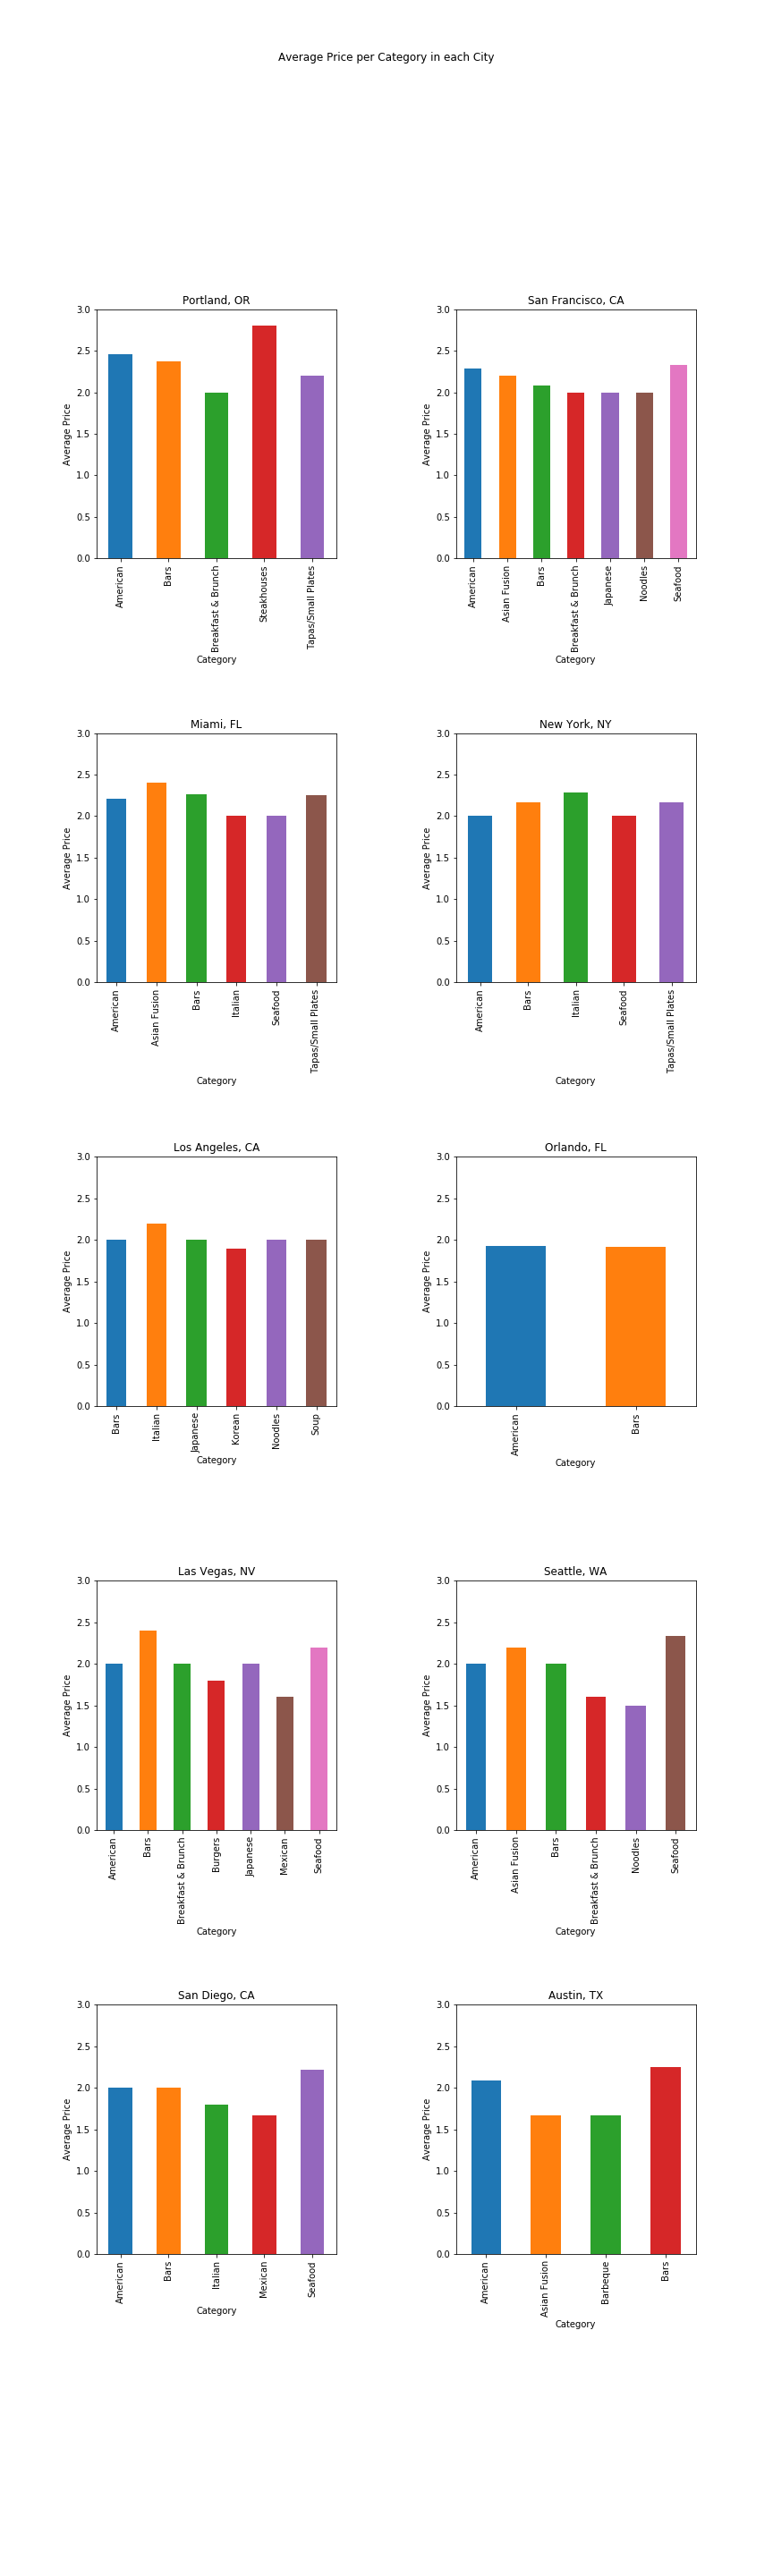 Average Price per Category in each City
Portland, OR
Average Price
3.0
2.5
2.0
1.5
1.0
0.5
0.0
American
Bars
Breakfast & Brunch
Steakhouses
Tapas/Small Plates
Category
San Francisco, CA
Average Price
3.0
2.5
2.0
1.5
1.0
0.5
0.0
American
Asian Fusion
Bars
Breakfast & Brunch
Japanese
Noodles
Seafood
Category
Miami, FL
Average Price
3.0
2.5
2.0
1.5
1.0
0.5
0.0
American
Asian Fusion
Bars
Italian
Seafood
Tapas/Small Plates
Category
New York, NY
Average Price
3.0
2.5
2.0
1.5
1.0
0.5
0.0
American
Bars
Italian
Seafood
Tapas/Small Plates
Category
Los Angeles, CA
Average Price
3.0
2.5
2.0
1.5
1.0
0.5
0.0
Bars
Italian
Japanese
Korean
Noodles
Soup
Category
Orlando, FL
Average Price
3.0
2.5
2.0
1.5
1.0
0.5
0.0
American
Bars
Category
Las Vegas, NV
Average Price
3.0
2.5
2.0
1.5
1.0
0.5
0.0
American
Bars
Breakfast & Brunch
Burgers
Japanese
Mexican
Seafood
Category
Seattle, WA
Average Price
3.0
2.5
2.0
1.5
1.0
0.5
0.0
American
Asian Fusion
Bars
Breakfast & Brunch
Noodles
Seafood
Category
San Diego, CA
Average Price
3.0
2.5
2.0
1.5
1.0
0.5
0.0
American
Bars
Italian
Mexican
Seafood
Category
Austin, TX
Average Price
3.0
2.5
2.0
1.5
1.0
0.5
0.0
American
Asian Fusion
Barbeque
Bars
Category